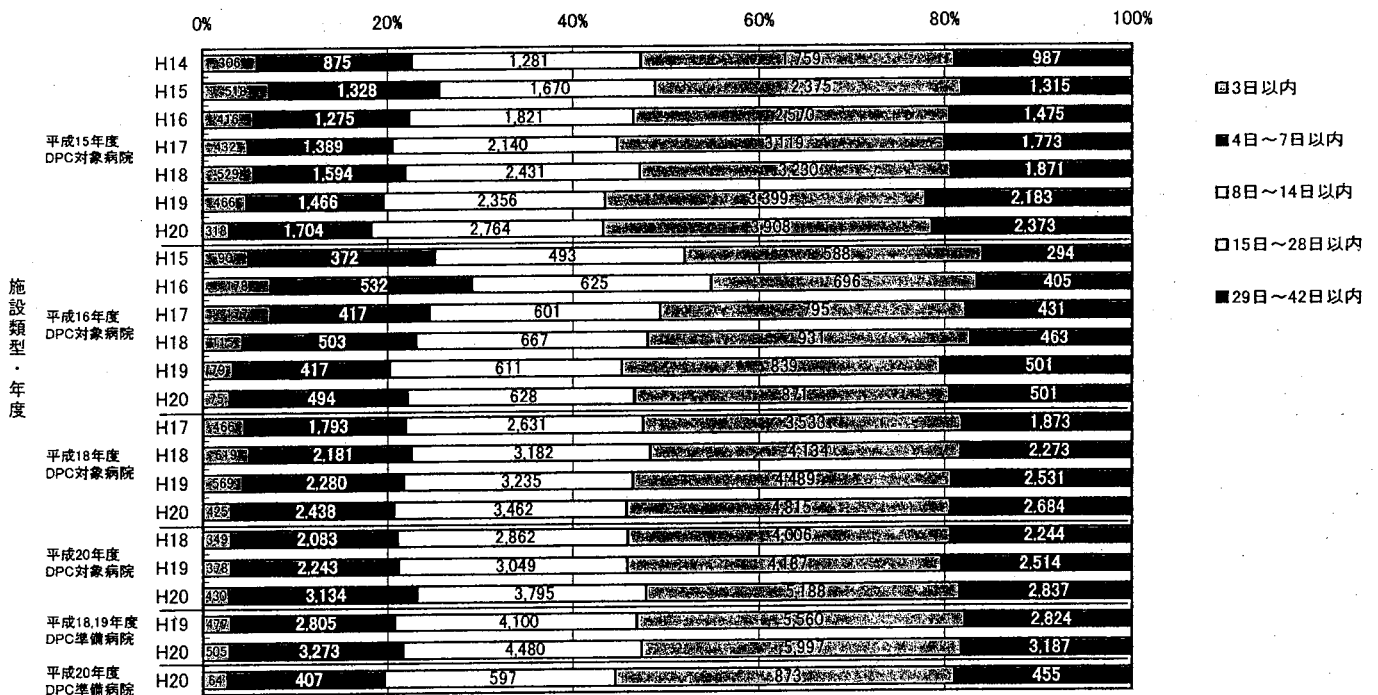 0% 20% 40% 60% 80% 100%
施設類型・年度
平成15年度
DPC対象病院
H14 306 875 1,281 1,759 987
H15 1,328 1,670 2,375 1,315
H16 416 1,275 1,821 2,570 1,475
H17 432 1,389 2,140 3,119 1,773
H18 529 1,594 2,431 3,230 1,871
H19 466 1,466 2,356 3,399 2,183
H20 318 1,704 2,764 3,908 2,373
平成16年度
DPC対象病院
H15 90 372 493 588 294
H16 178 532 625 696 405
H17 417 601 795 431
H18 503 667 931 463
H19 79 417 611 839 501
H20 75 494 628 871 501
平成18年度
DPC対象病院
H17 466 1,793 2,631 3,533 1,873
H18 2,181 3,182 4,134 2,273
H19 569 2,280 3,235 4,489 2,531
H20 425 2,438 3,462 4,815 2,684
平成20年度
DPC対象病院
H18 349 2,083 2,862 4,006 2,244
H19 378 2,243 3,049 4,187 2,514
H20 430 3,134 3,795 5,188 2,837
平成18,19年度
DPC準備病院
H19 2,805 4,100 5,560 2,824
H20 505 3,273 4,480 5,997 3,187
平成20年度
DPC準備病院
H20 64 407 597 873 455
3日以内
4日～7日以内
8日～14日以内
15日～28日以内
29日～42日以内